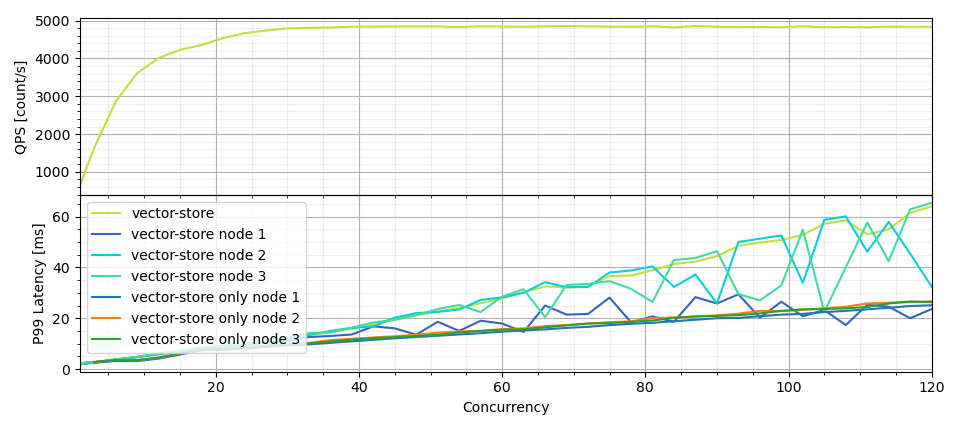 5000
4000
3000
2000
1000
QPS [count/s]
60
40
20
0
P99 Latency [ms]
vector-store
vector-store node 1
vector-store node 2
vector-store node 3
vector-store only node 1
vector-store only node 2
vector-store only node 3
20 40 60 80 100 120
Concurrency